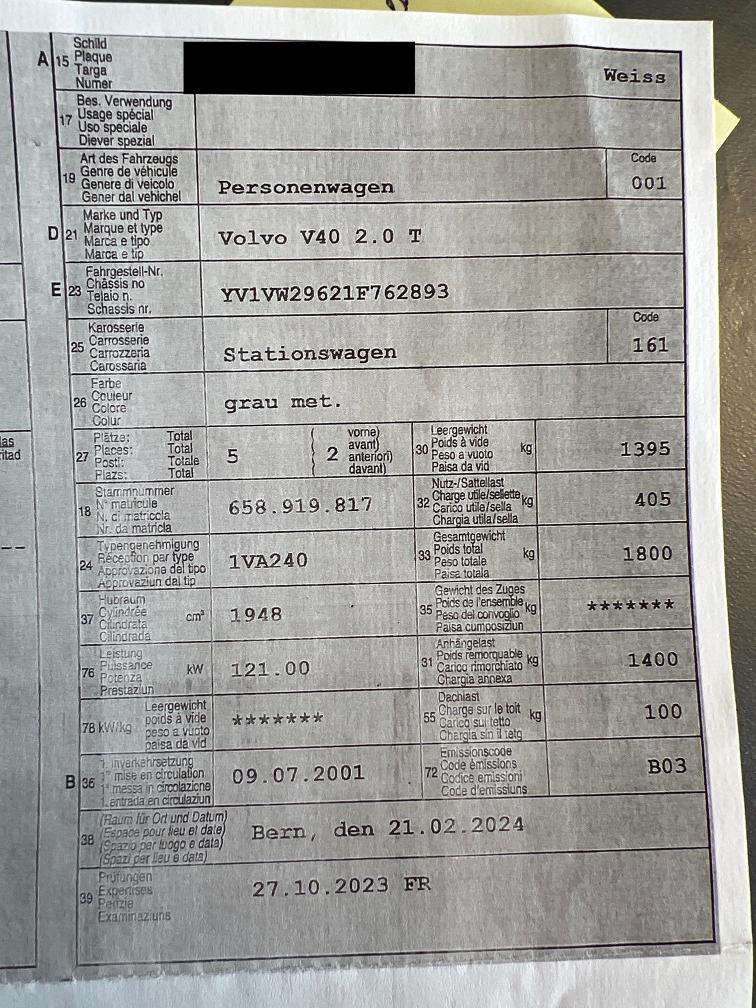 A 15 Schild
Plaque
Targa
Numer
Weiss
17 Bes. Verwendung
Usage spécial
Uso speciale
Diever spezial
19 Art des Fahrzeugs
Genre de véhicule
Genere di veicolo
Gener dal vehichel
Personenwagen
Code
001
D 21 Marke und Typ
Marque et type
Marca e tipo
Marca e tip
Volvo V40 2.0 T
E 23 Fahrgestell-Nr.
Châssis no
Telaio n.
Schassis nr.
YV1VW29621F762893
25 Karosserie
Carrosserie
Carrozzeria
Carossaria
Stationswagen
Code
161
26 Farbe
Couleur
Colore
Colur
grau met.
27 Plätze: Total
Places: Total
Posti: Totale
Plazs: Total
5
2 vorne)
avant)
anteriori)
davant)
30 Leergewicht
Poids à vide
Peso a vuoto
Paisa da vid
kg
1395
18 Stammnummer
N° matricule
N. di matricola
Nr. da matricla
658.919.817
32 Nutz-/Sattellast
Charge utile/sellette
Carico utile/sella
Chargia utila/sella
kg
405
24 Typengenehmigung
Réception par type
Approvazione del tipo
Approvaziun dal tip
1VA240
33 Gesamtgewicht
Poids total
Peso totale
Paisa totala
kg
1800
37 Hubraum
Cylindrée
Cilindrata
Cilindrada
cm³
1948
35 Gewicht des Zuges
Poids de l'ensemble
Peso del convoglio
Paisa cumposiziun
kg
*******
76 Leistung
Puissance
Potenza
Prestaziun
kW
121.00
31 Anhängelast
Poids remorquable
Carico rimorchiato
Chargia annexa
kg
1400
78 kW/kg Leergewicht
poids à vide
peso a vuoto
paisa da vid
*******
55 Dachlast
Charge sur le toit
Carico sul tetto
Chargia sin il tetg
kg
100
B 36 1. Inverkehrsetzung
1re mise en circulation
1a messa in circolazione
1. entrada en circulaziun
09.07.2001
72 Emissionscode
Code émissions
Codice emissioni
Code d'emissiuns
B03
38 (Raum für Ort und Datum)
(Espace pour lieu et date)
(Spazio per luogo e data)
(Spazi per lieu e data)
Bern, den 21.02.2024
39 Prüfungen
Expertises
Perizie
Examinaziuns
27.10.2023 FR
las
ritad
--